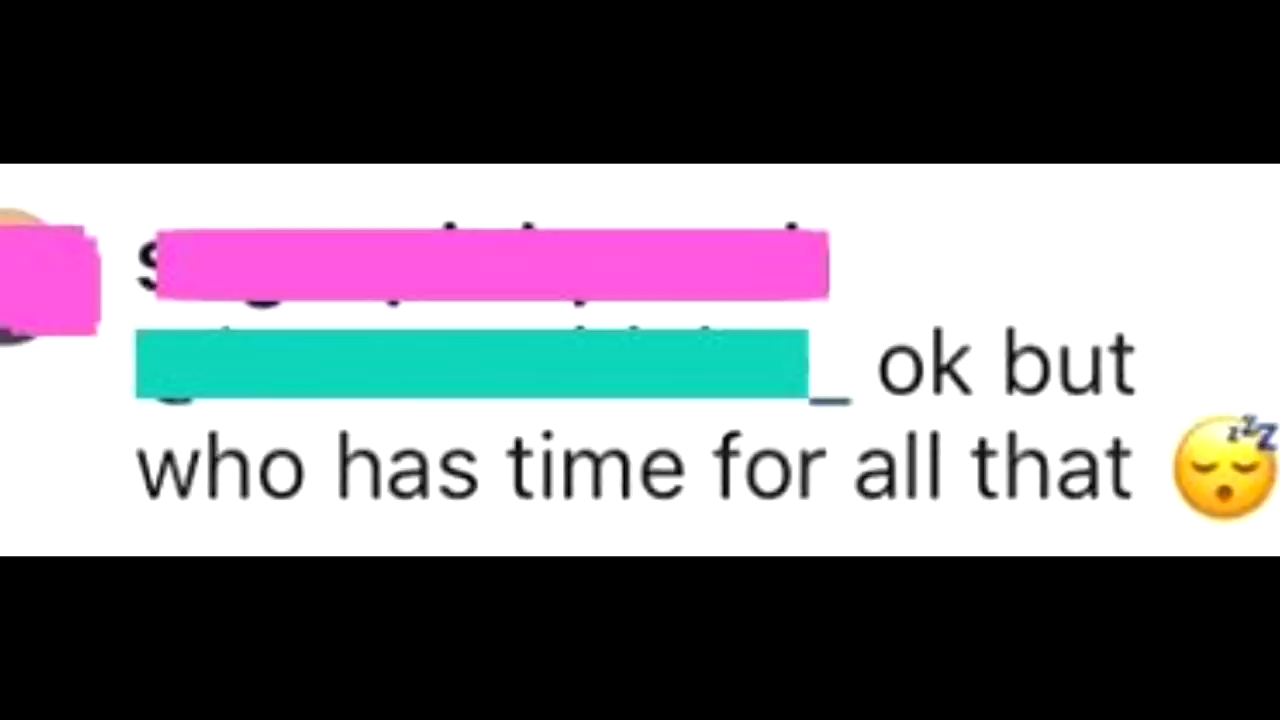 _ ok but
who has time for all that 😴